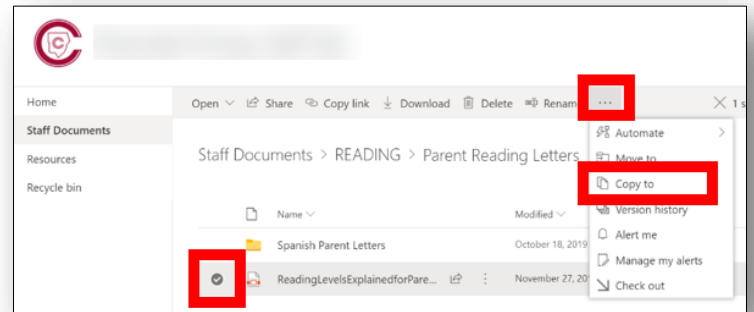 C
Home
Staff Documents
Resources
Recycle bin
Open Share Copy link Download Delete Renam ... 1 s
Staff Documents > READING > Parent Reading Letters
Name Modified
Spanish Parent Letters October 18, 2019
ReadingLevelsExplainedforPare... November 27, 20
Automate
Move to
Copy to
Version history
Alert me
Manage my alerts
Check out